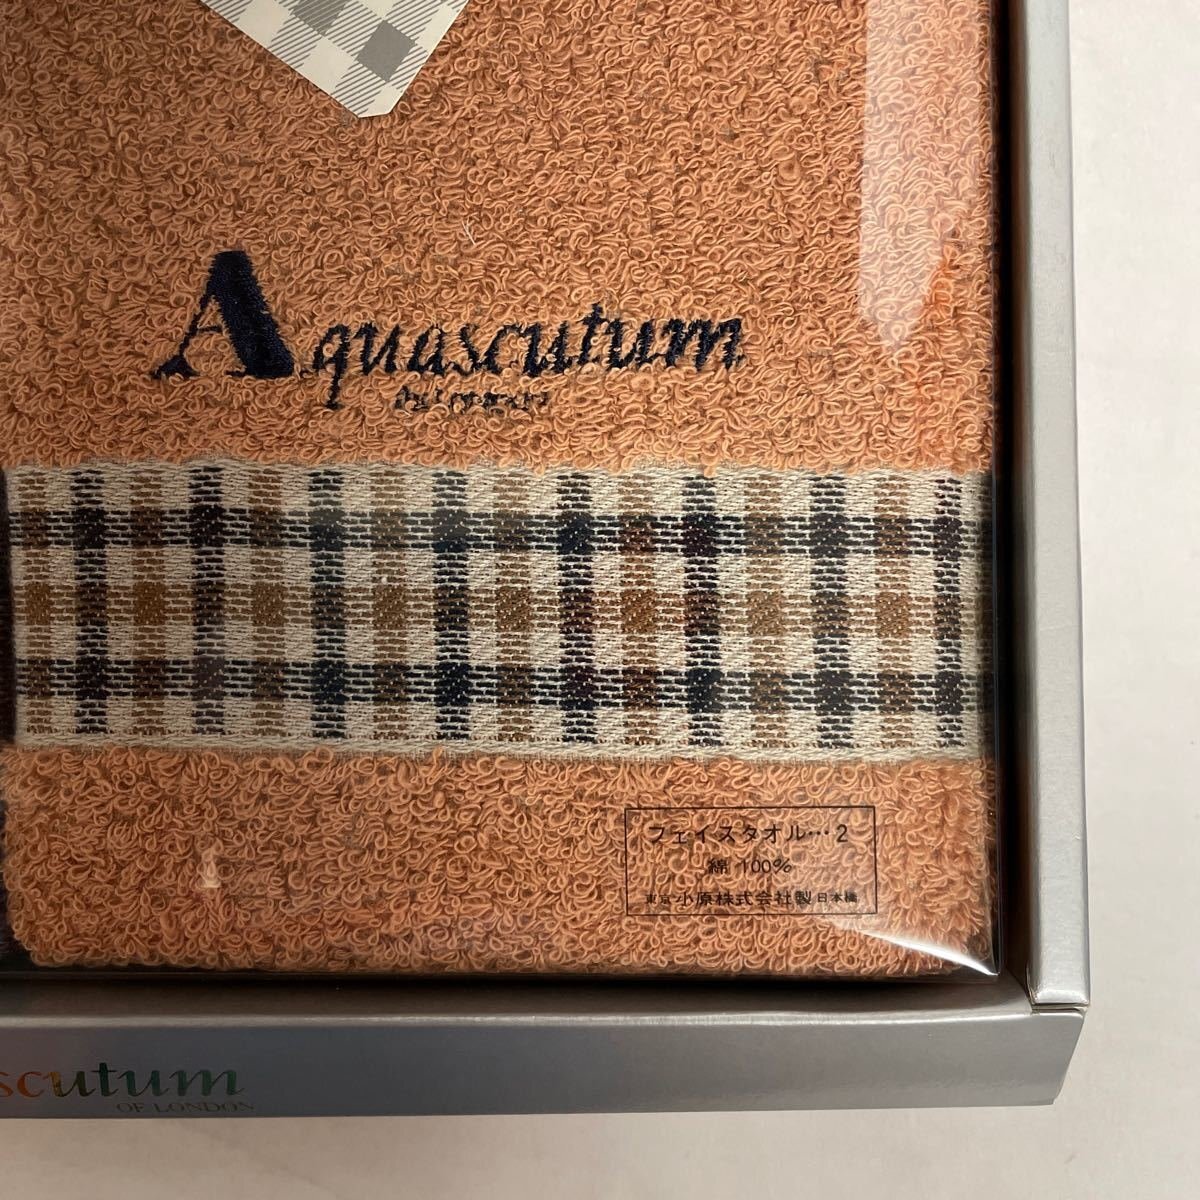 Aquascutum
フェイスタオル…2
綿 100%
東京 小原株式会社製 日本橋
scutum
OF LONDON